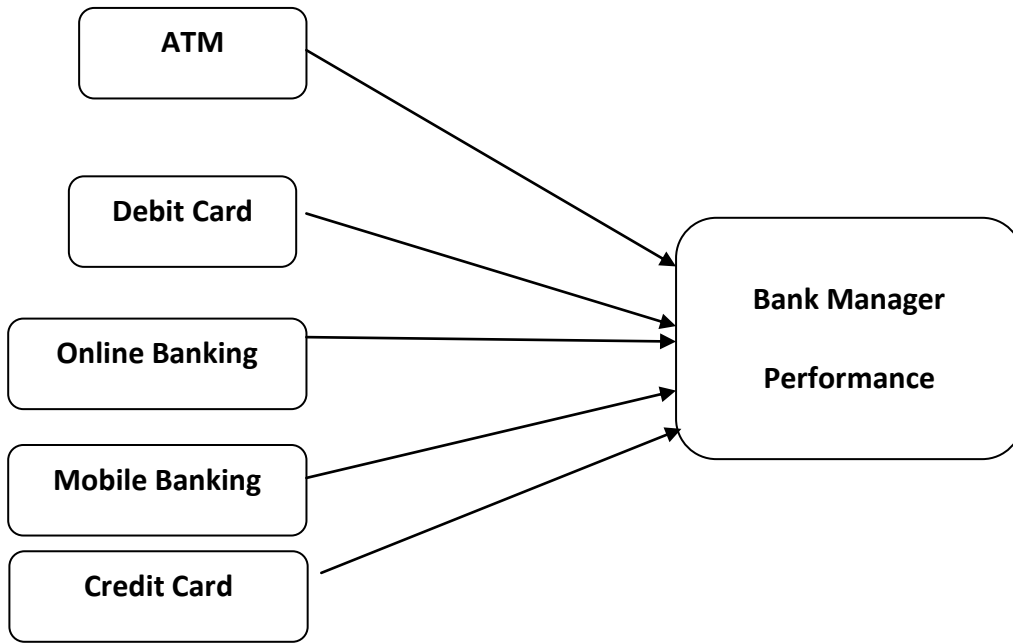 ATM
Debit Card
Online Banking
Mobile Banking
Credit Card
Bank Manager
Performance